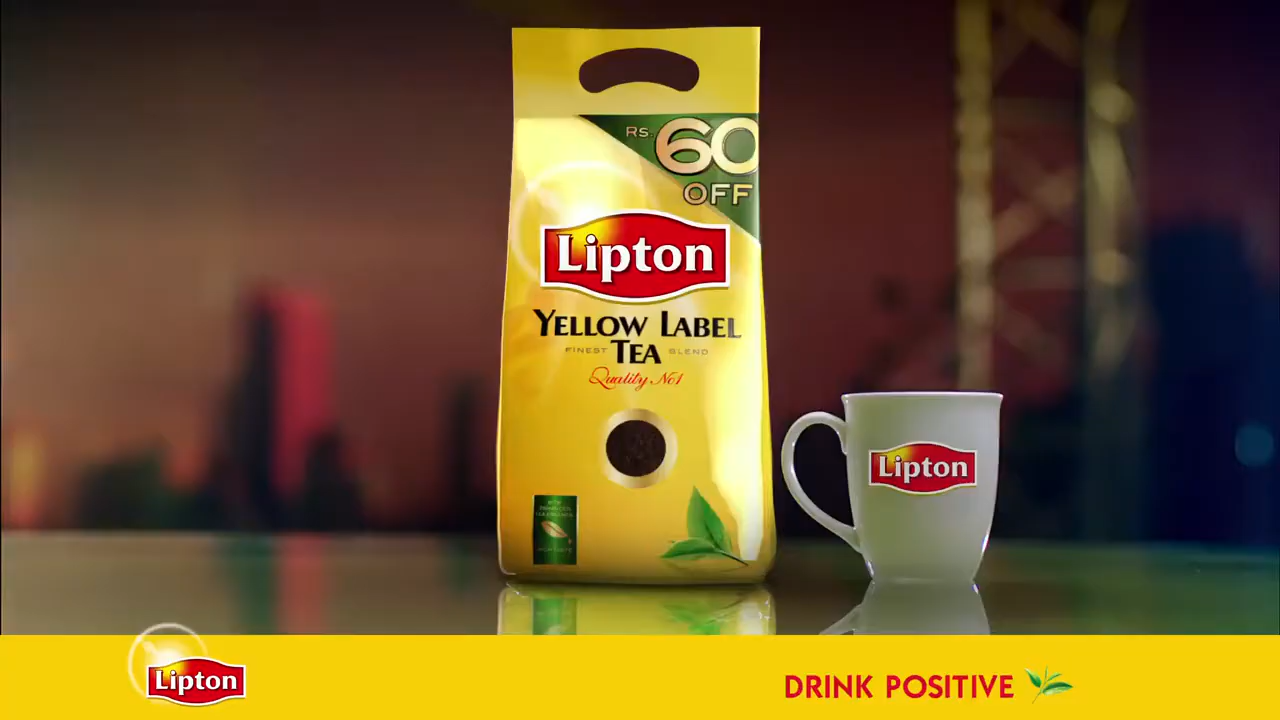 Rs. 60
OFF
Lipton
YELLOW LABEL
FINEST TEA BLEND
Quality No1
Lipton
Lipton
DRINK POSITIVE